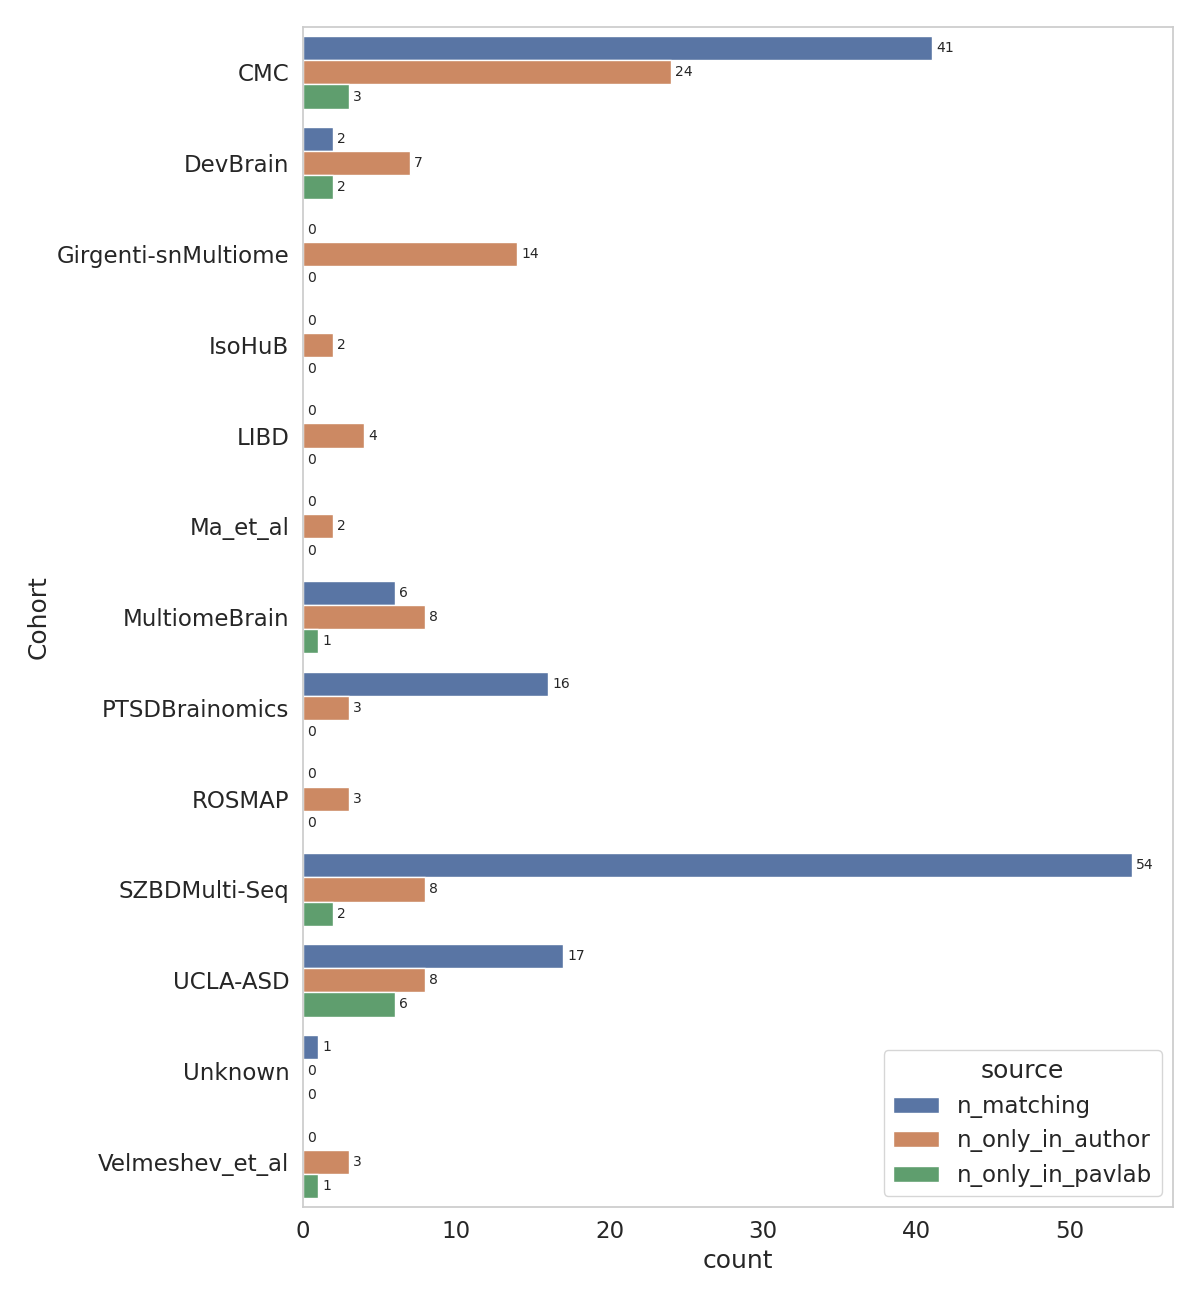 CMC
41
24
3
DevBrain
2
7
2
Girgenti-snMultiome
0
14
0
IsoHuB
0
2
0
LIBD
0
4
0
Ma_et_al
0
2
0
MultiomeBrain
6
8
1
PTSDBrainomics
16
3
0
ROSMAP
0
3
0
SZBDMulti-Seq
54
8
2
UCLA-ASD
17
8
6
Unknown
1
0
0
Velmeshev_et_al
0
3
1
Cohort
source
n_matching
n_only_in_author
n_only_in_pavlab
0 10 20 30 40 50
count